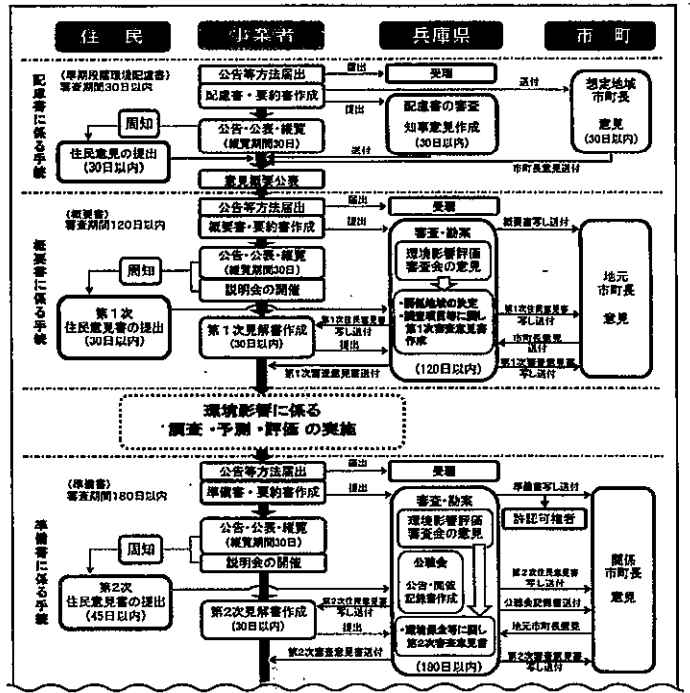 住民
事業者
兵庫県
市町
配慮書に係る手続
(早期段階環境配慮書)
審査期間30日以内
公告等方法届出
届出
受理
配慮書・要約書作成
送付
提出
想定地域
市町長
意見
(30日以内)
配慮書の審査
知事意見作成
(30日以内)
周知
公告・公表・縦覧
(縦覧期間30日)
住民意見の提出
(30日以内)
送付
市町長意見送付
意見概要公表
概要書に係る手続
(概要書)
審査期間120日以内
公告等方法届出
届出
受理
概要書・要約書作成
提出
概要書写し送付
審査・勘案
環境影響評価
審査会の意見
地元
市町長
意見
周知
公告・公表・縦覧
(縦覧期間30日)
説明会の開催
第1次
住民意見書の提出
(30日以内)
・関係地域の決定
・調査項目等に関し
第1次審査意見書
作成
(120日以内)
第1次住民意見書
写し送付
第1次見解書作成
(30日以内)
提出
第1次住民意見書
写し送付
市町長意見
送付
第1次審査意見書送付
第1次審査意見書
写し送付
環境影響に係る
調査・予測・評価の実施
準備書に係る手続
(準備書)
審査期間180日以内
公告等方法届出
届出
受理
準備書・要約書作成
提出
準備書写し送付
許認可権者
審査・勘案
環境影響評価
審査会の意見
公聴会
公告・開催
記録書作成
関係
市町長
意見
周知
公告・公表・縦覧
(縦覧期間30日)
説明会の開催
第2次
住民意見書の提出
(45日以内)
第2次住民意見書
写し送付
第2次見解書作成
(30日以内)
提出
第2次住民意見書
写し送付
公聴会記録書送付
地元市町長意見
・環境保全等に関し
第2次審査意見書
(180日以内)
第2次審査意見書送付
第2次審査意見書
写し送付